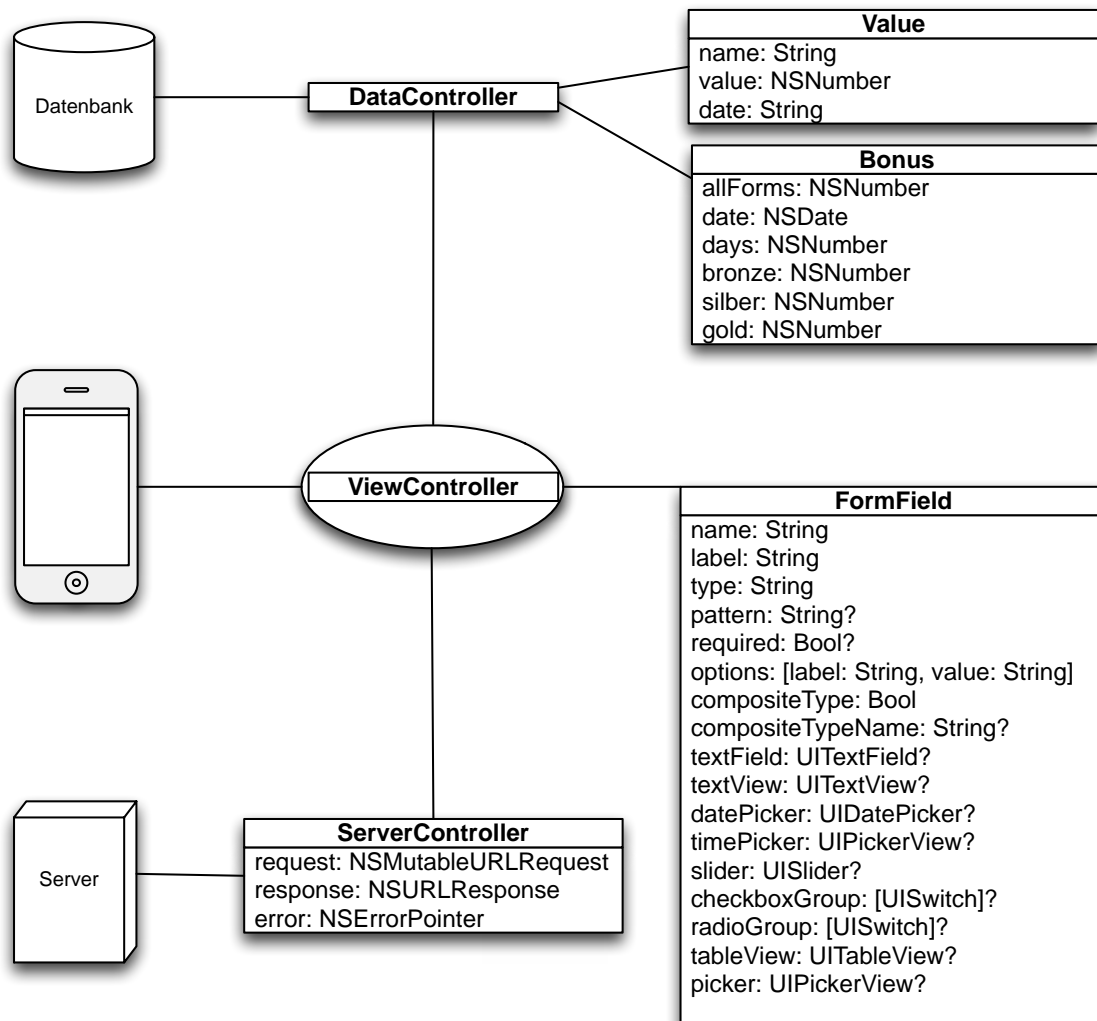 Datenbank
DataController
Value
name: String
value: NSNumber
date: String
Bonus
allForms: NSNumber
date: NSDate
days: NSNumber
bronze: NSNumber
silber: NSNumber
gold: NSNumber
ViewController
FormField
name: String
label: String
type: String
pattern: String?
required: Bool?
options: [label: String, value: String]
compositeType: Bool
compositeTypeName: String?
textField: UITextField?
textView: UITextView?
datePicker: UIDatePicker?
timePicker: UIPickerView?
slider: UISlider?
checkboxGroup: [UISwitch]?
radioGroup: [UISwitch]?
tableView: UITableView?
picker: UIPickerView?
Server
ServerController
request: NSMutableURLRequest
response: NSURLResponse
error: NSErrorPointer